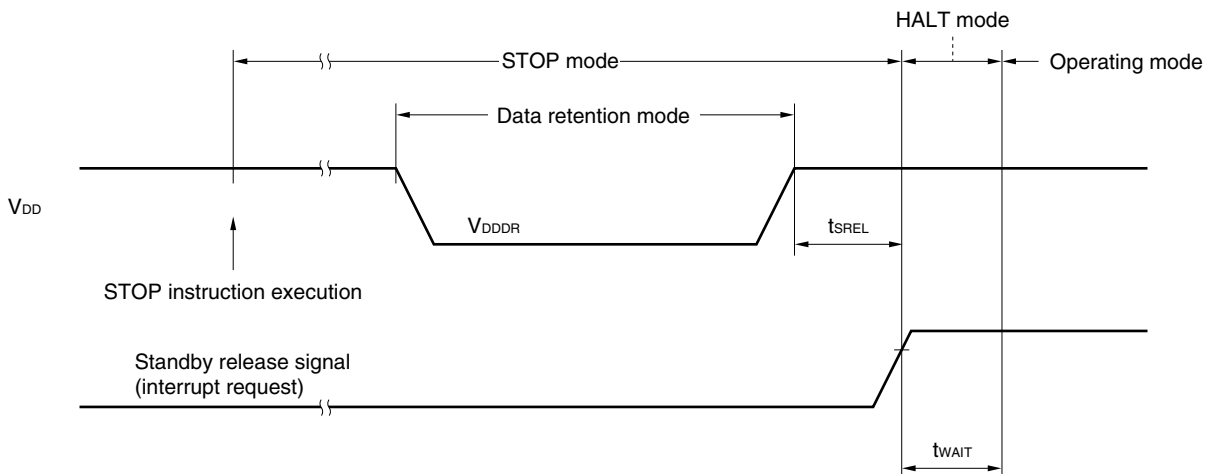 HALT mode
STOP mode
Operating mode
Data retention mode
VDD
VDDDR
tSREL
STOP instruction execution
Standby release signal
(interrupt request)
tWAIT